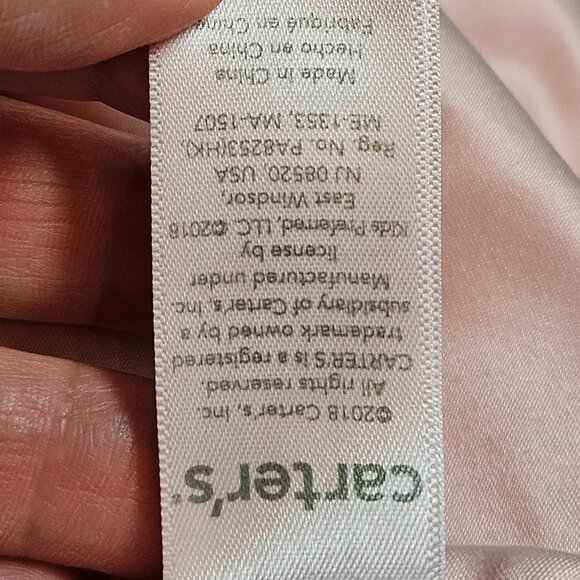 carter's®
©2018 Carter's, Inc.
All rights reserved.
CARTER'S is a registered
trademark owned by a
subsidiary of Carter's, Inc.
Manufactured under
license by
Kids Preferred, LLC ©2018
East Windsor,
NJ 08520 USA
Reg. No. PA8253(HK),
ME-1353, MA-1507
Made in China
Hecho en China
Fabriqué en Chine